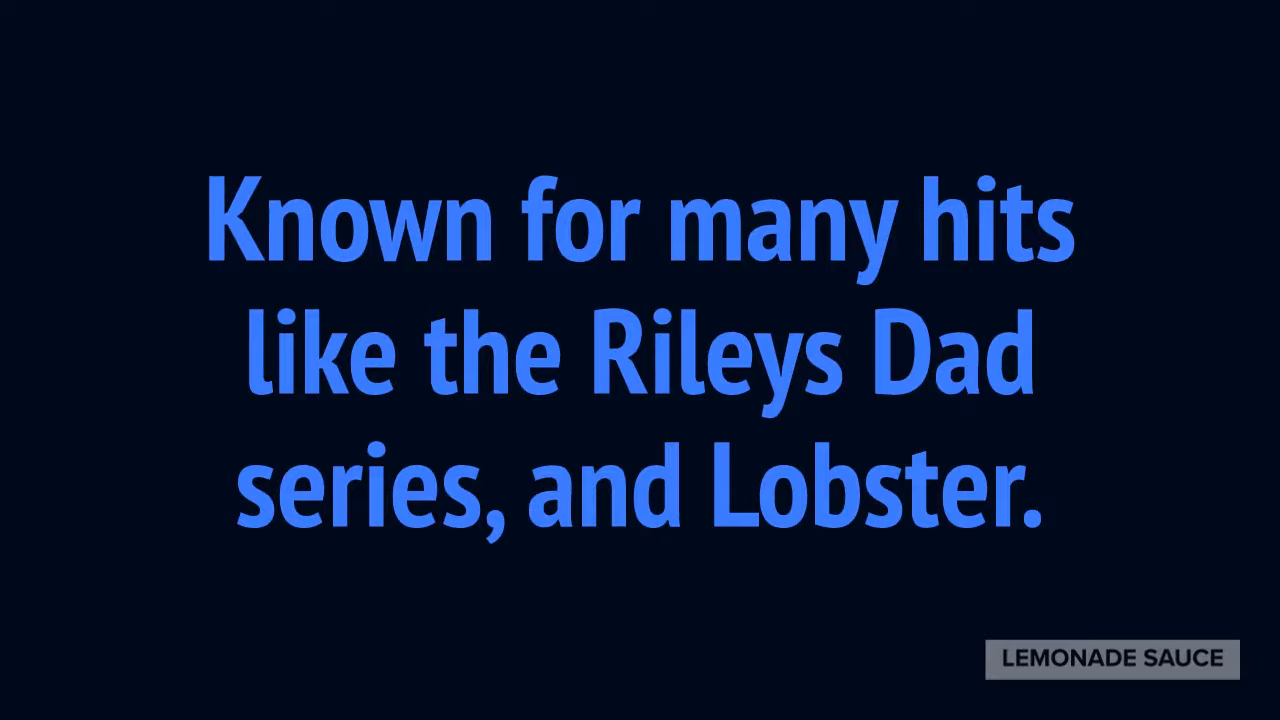 Known for many hits
like the Rileys Dad
series, and Lobster.
LEMONADE SAUCE